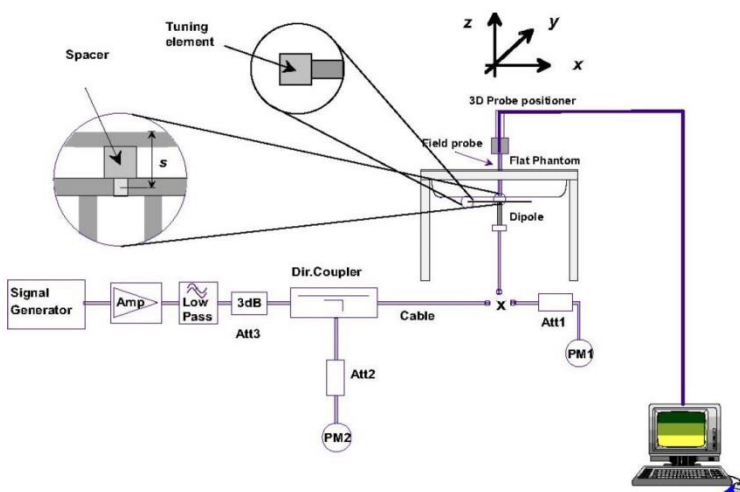 Tuning
element
z
y
x
Spacer
3D Probe positioner
Field probe
Flat Phantom
s
Dipole
Dir.Coupler
Signal
Generator
Amp
Low
Pass
3dB
Att3
Cable
x
Att1
PM1
Att2
PM2